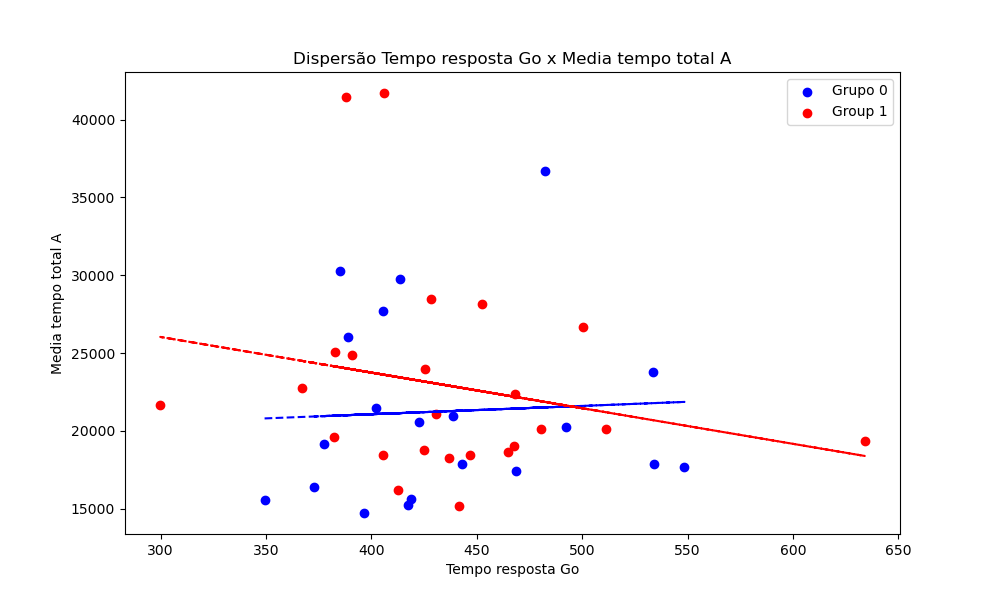 Dispersão Tempo resposta Go x Media tempo total A
Grupo 0
Group 1
40000
35000
30000
25000
20000
15000
Media tempo total A
300 350 400 450 500 550 600 650
Tempo resposta Go